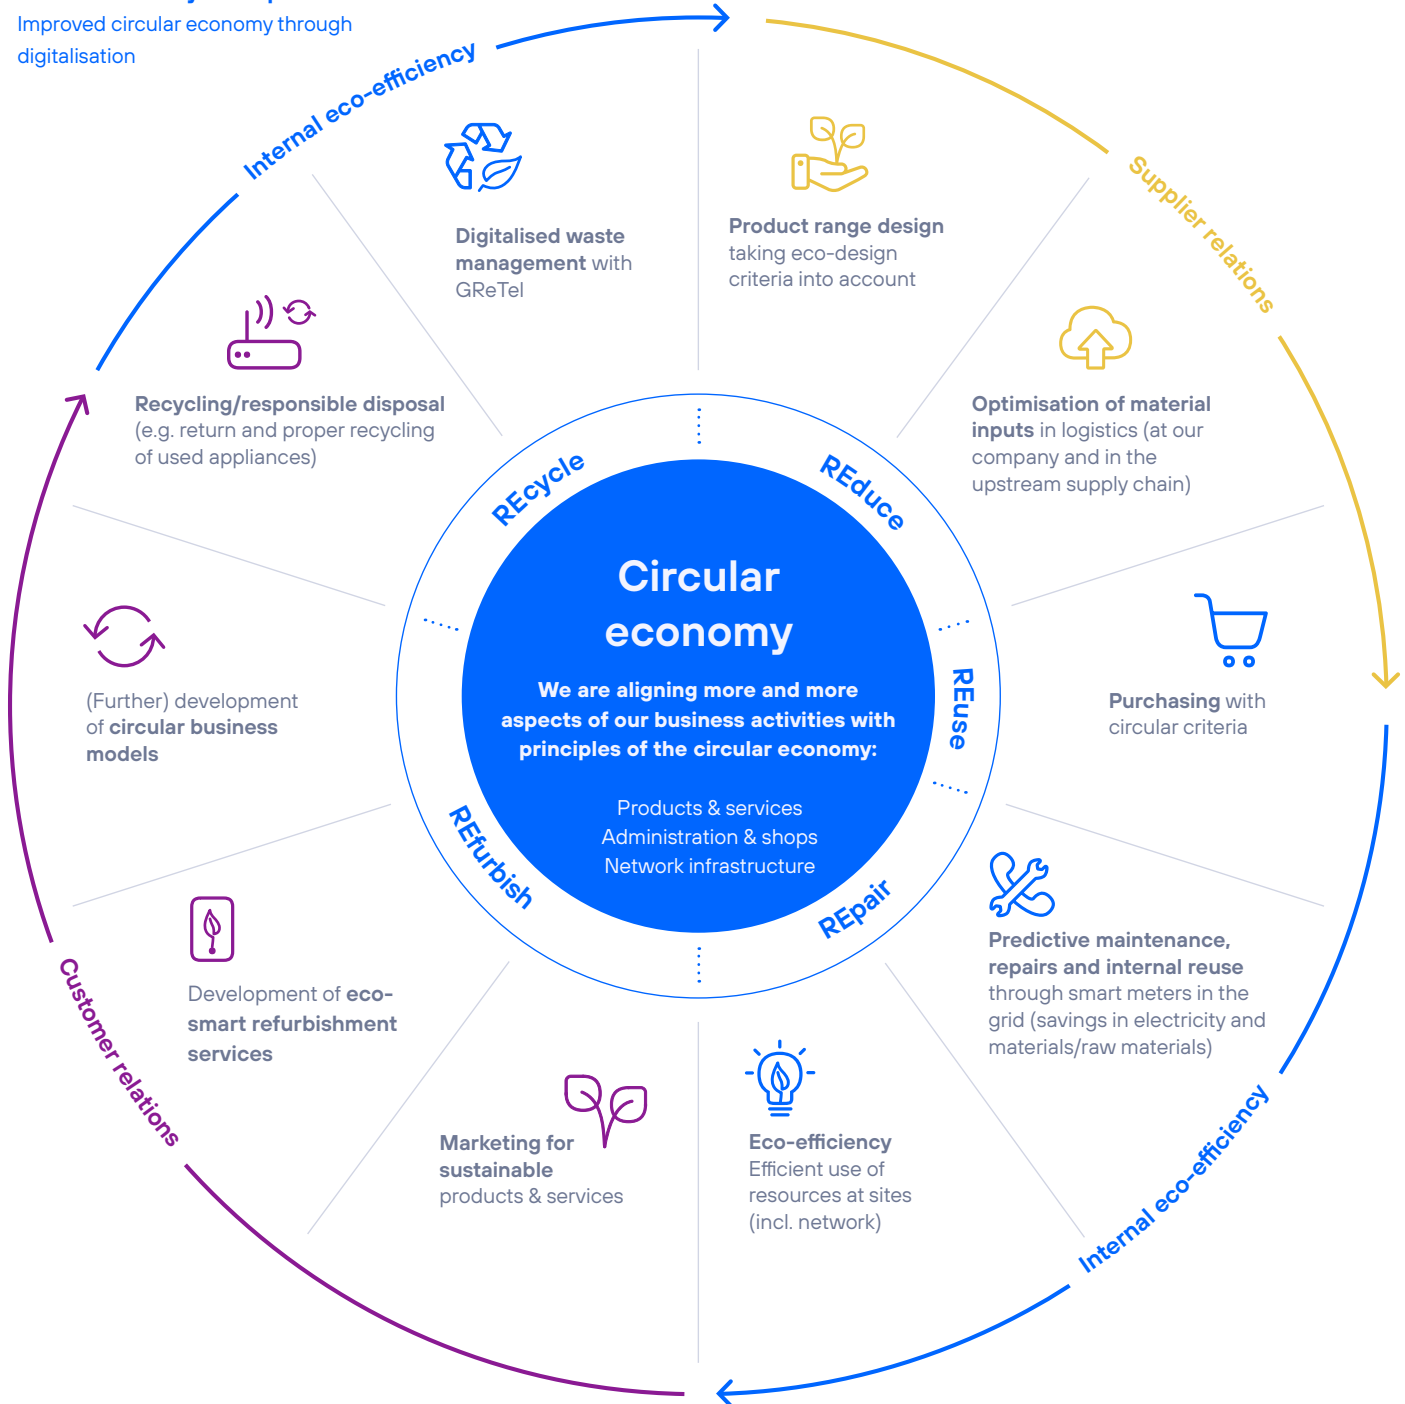 Improved circular economy through
digitalisation
Internal eco-efficiency
Supplier relations
Digitalised waste
management with
GReTel
Product range design
taking eco-design
criteria into account
Recycling/responsible disposal
(e.g. return and proper recycling
of used appliances)
Optimisation of material
inputs in logistics (at our
company and in the
upstream supply chain)
REcycle
REduce
Circular
economy
We are aligning more and more
aspects of our business activities with
principles of the circular economy:
Products & services
Administration & shops
Network infrastructure
REuse
REpair
REfurbish
(Further) development
of circular business
models
Purchasing with
circular criteria
Predictive maintenance,
repairs and internal reuse
through smart meters in the
grid (savings in electricity and
materials/raw materials)
Development of eco-
smart refurbishment
services
Marketing for
sustainable
products & services
Eco-efficiency
Efficient use of
resources at sites
(incl. network)
Customer relations
Internal eco-efficiency